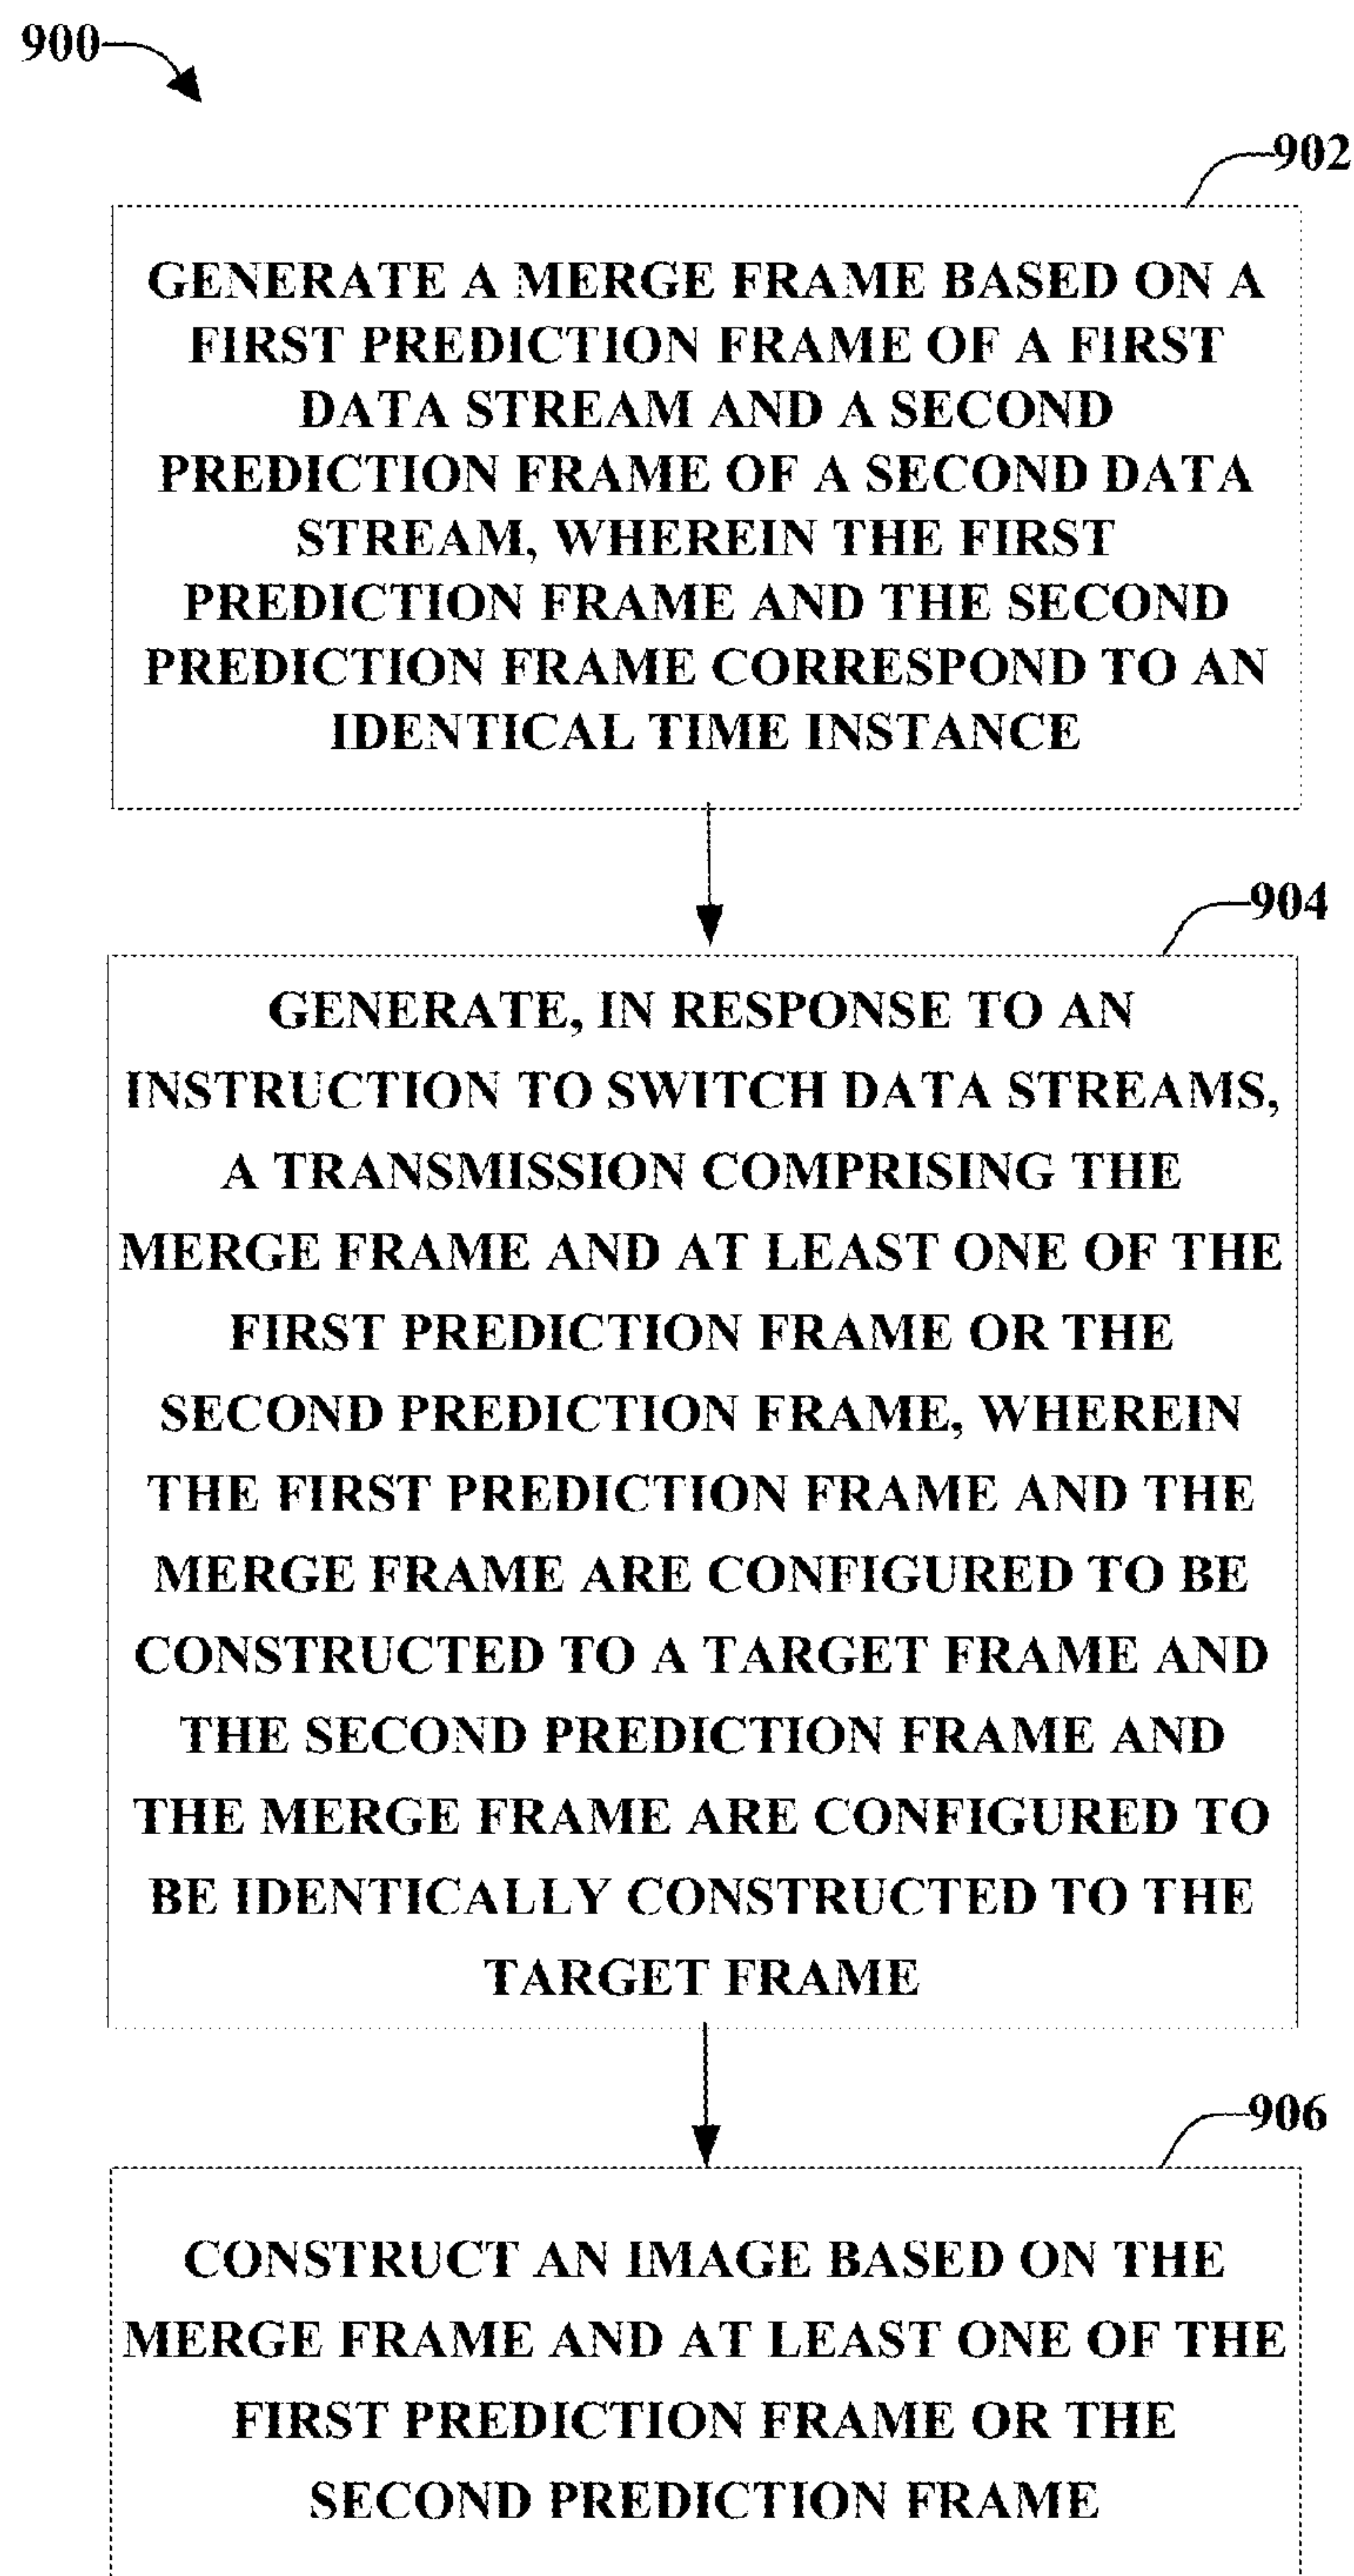 900
902
GENERATE A MERGE FRAME BASED ON A
FIRST PREDICTION FRAME OF A FIRST
DATA STREAM AND A SECOND
PREDICTION FRAME OF A SECOND DATA
STREAM, WHEREIN THE FIRST
PREDICTION FRAME AND THE SECOND
PREDICTION FRAME CORRESPOND TO AN
IDENTICAL TIME INSTANCE
904
GENERATE, IN RESPONSE TO AN
INSTRUCTION TO SWITCH DATA STREAMS,
A TRANSMISSION COMPRISING THE
MERGE FRAME AND AT LEAST ONE OF THE
FIRST PREDICTION FRAME OR THE
SECOND PREDICTION FRAME, WHEREIN
THE FIRST PREDICTION FRAME AND THE
MERGE FRAME ARE CONFIGURED TO BE
CONSTRUCTED TO A TARGET FRAME AND
THE SECOND PREDICTION FRAME AND
THE MERGE FRAME ARE CONFIGURED TO
BE IDENTICALLY CONSTRUCTED TO THE
TARGET FRAME
906
CONSTRUCT AN IMAGE BASED ON THE
MERGE FRAME AND AT LEAST ONE OF THE
FIRST PREDICTION FRAME OR THE
SECOND PREDICTION FRAME